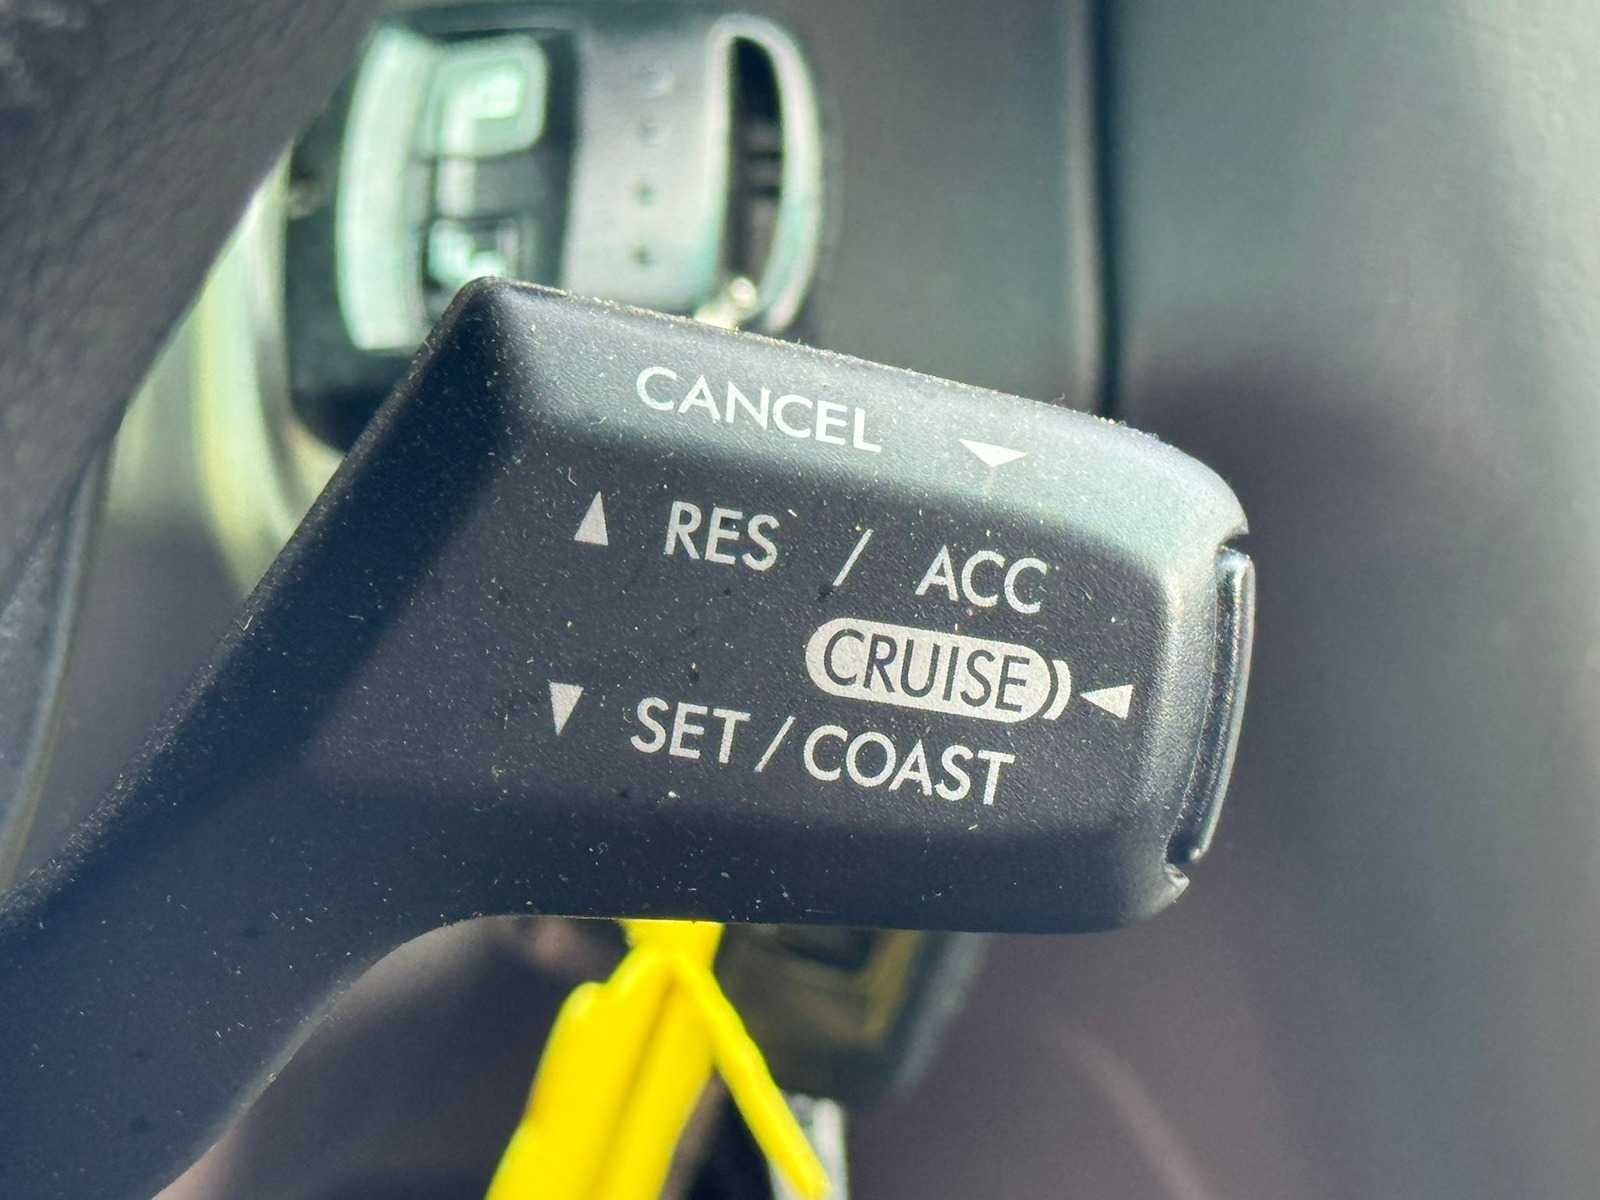 CANCEL
RES / ACC
CRUISE
SET / COAST